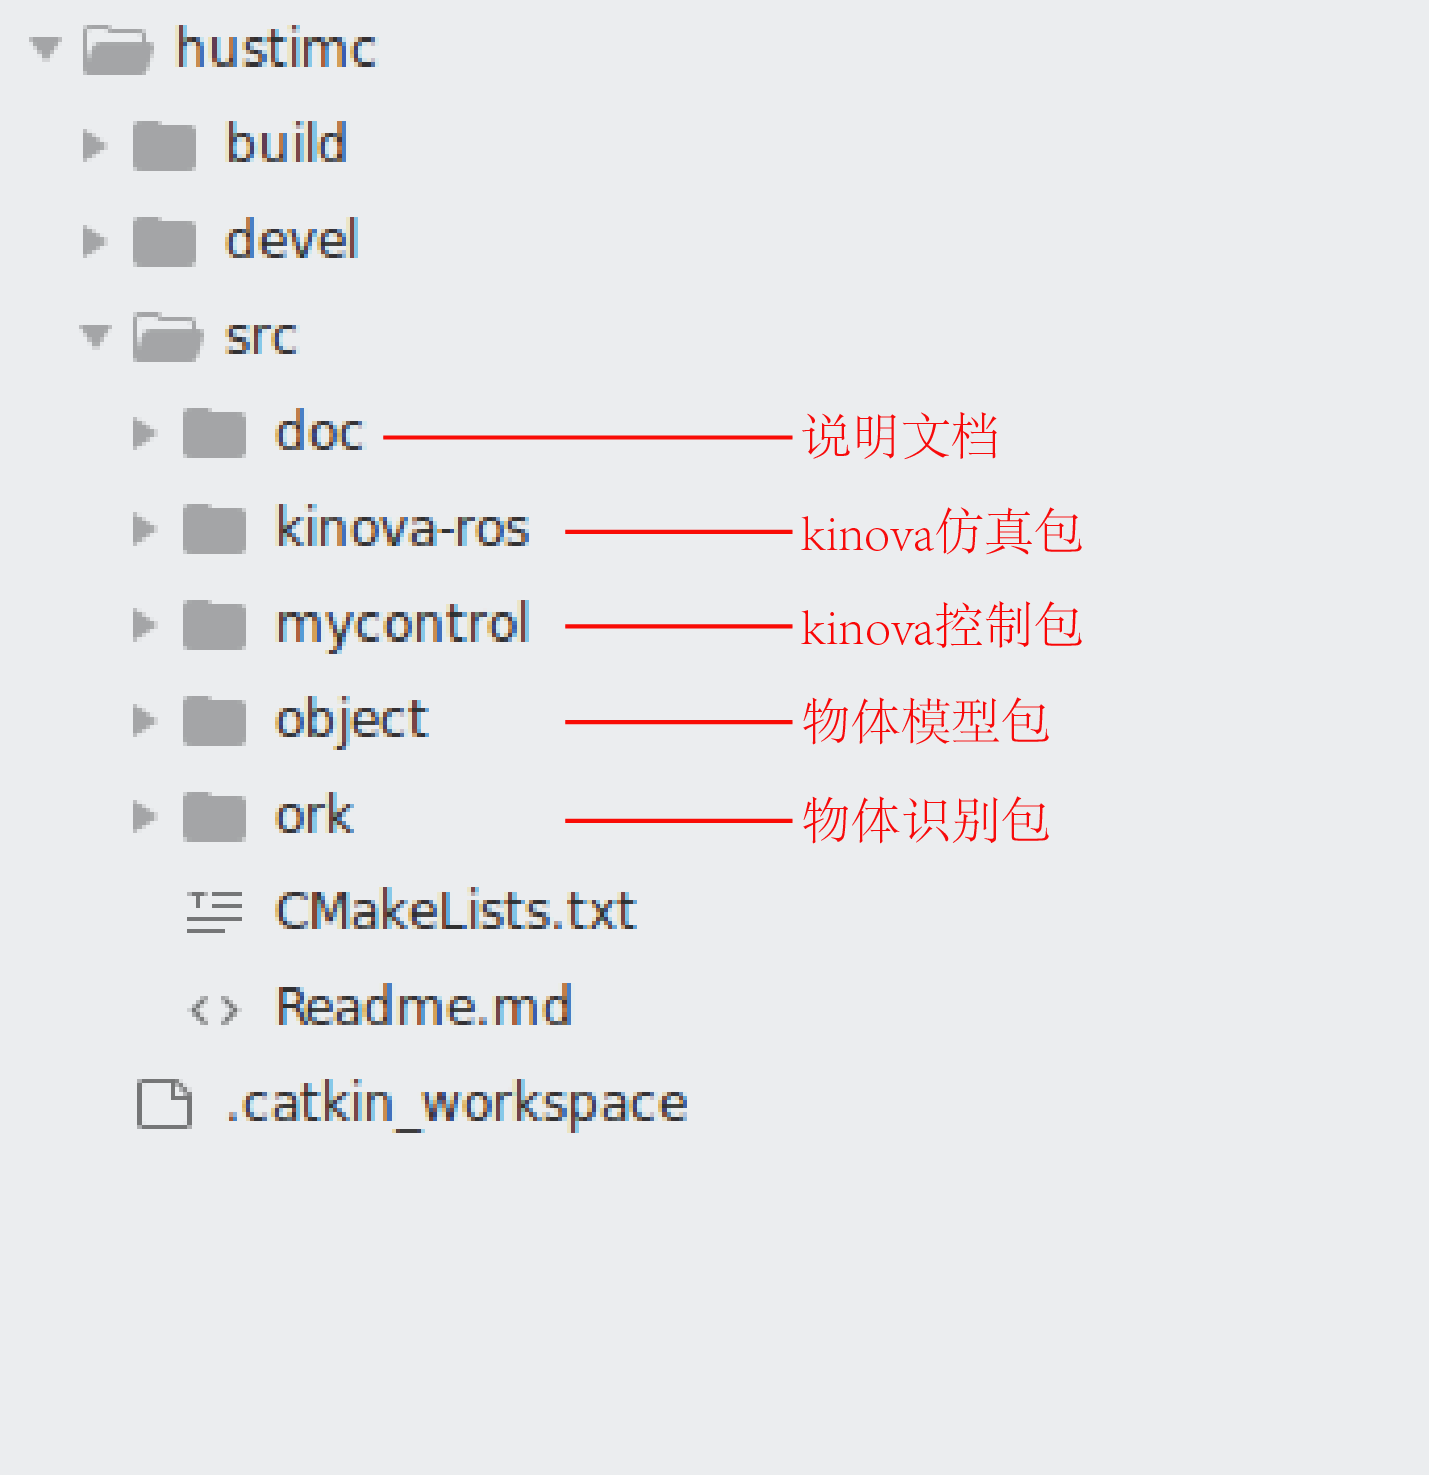 hustimc
build
devel
src
doc 说明文档
kinova-ros kinova仿真包
mycontrol kinova控制包
object 物体模型包
ork 物体识别包
CMakeLists.txt
Readme.md
.catkin_workspace